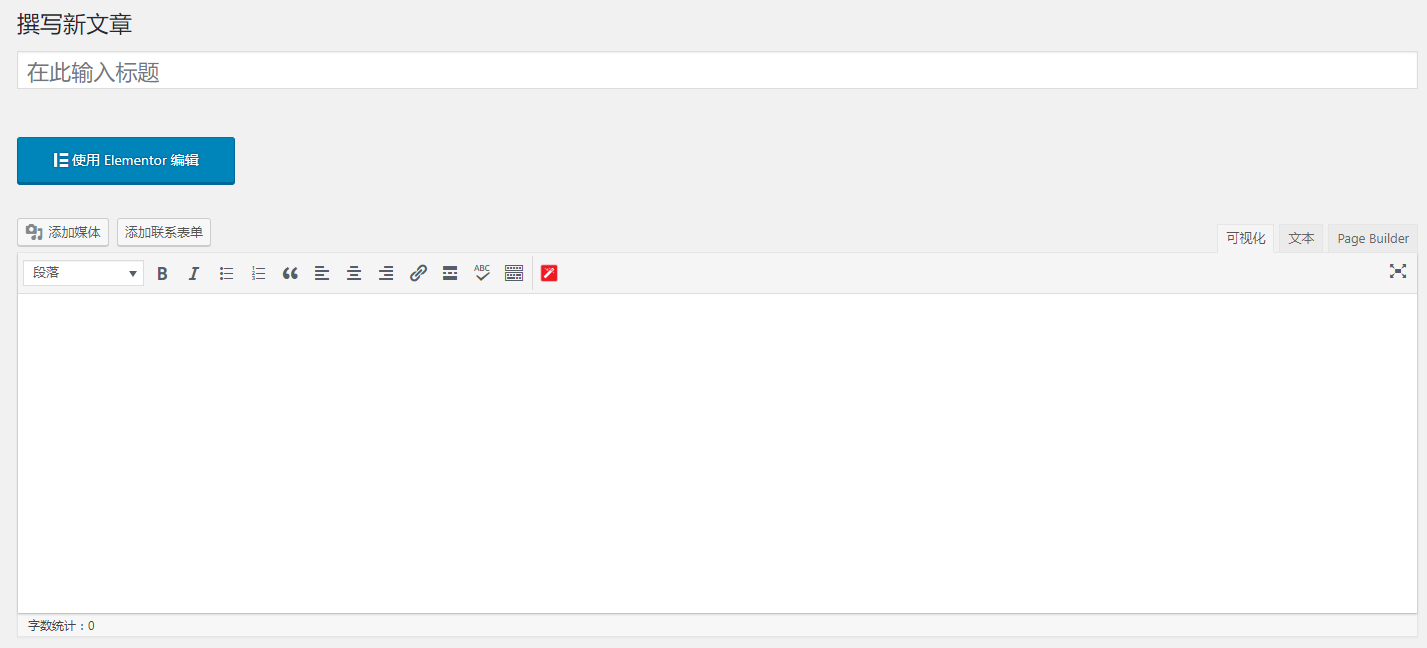 撰写新文章
在此输入标题
使用 Elementor 编辑
添加媒体 添加联系表单
可视化 文本 Page Builder
段落 B I ABC
字数统计：0